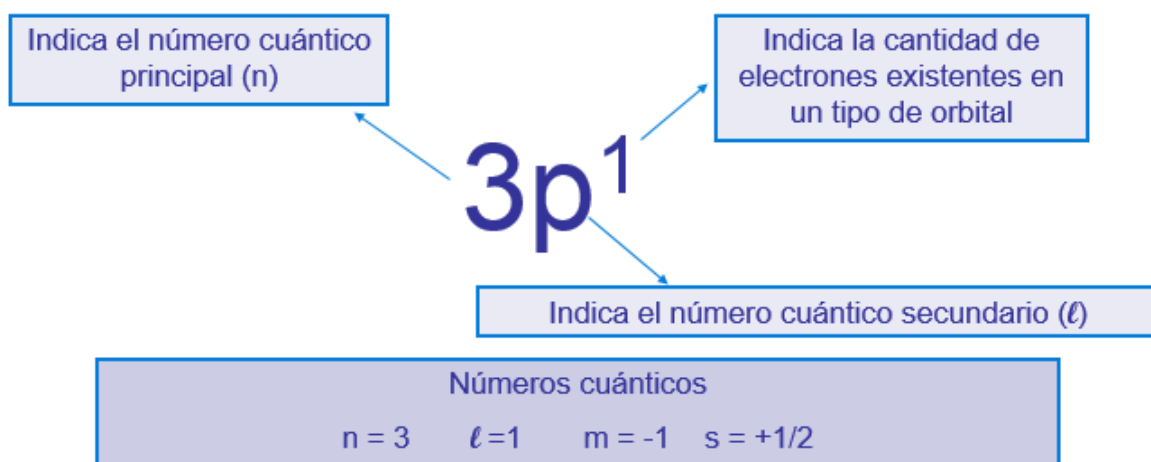 Indica el número cuántico
principal (n)
Indica la cantidad de
electrones existentes en
un tipo de orbital
3p¹
Indica el número cuántico secundario (ℓ)
Números cuánticos
n = 3 ℓ =1 m = -1 s = +1/2